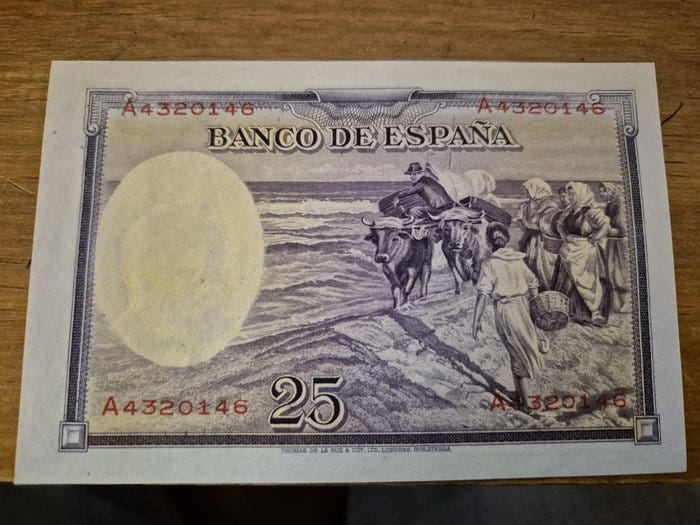 A4320146 A4320146
BANCO DE ESPAÑA
A4320146 25 A4320146
THOMAS DE LA RUE & COY. LTD. LONDRES. INGLATERRA.